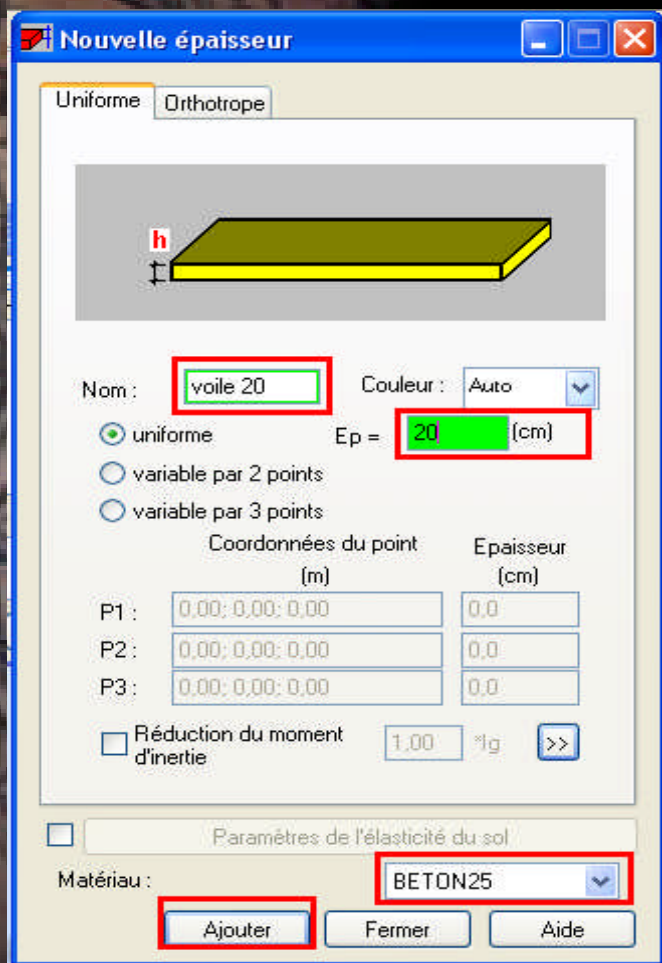 Nouvelle épaisseur
Uniforme Orthotrope
h
Nom : voile 20 Couleur : Auto
uniforme Ep = 20 (cm)
variable par 2 points
variable par 3 points
Coordonnées du point Epaisseur
(m) (cm)
P1 : 0,00; 0,00; 0,00 0,0
P2 : 0,00; 0,00; 0,00 0,0
P3 : 0,00; 0,00; 0,00 0,0
Réduction du moment
d'inertie 1,00 *Ig >>
Paramètres de l'élasticité du sol
Matériau : BETON25
Ajouter Fermer Aide